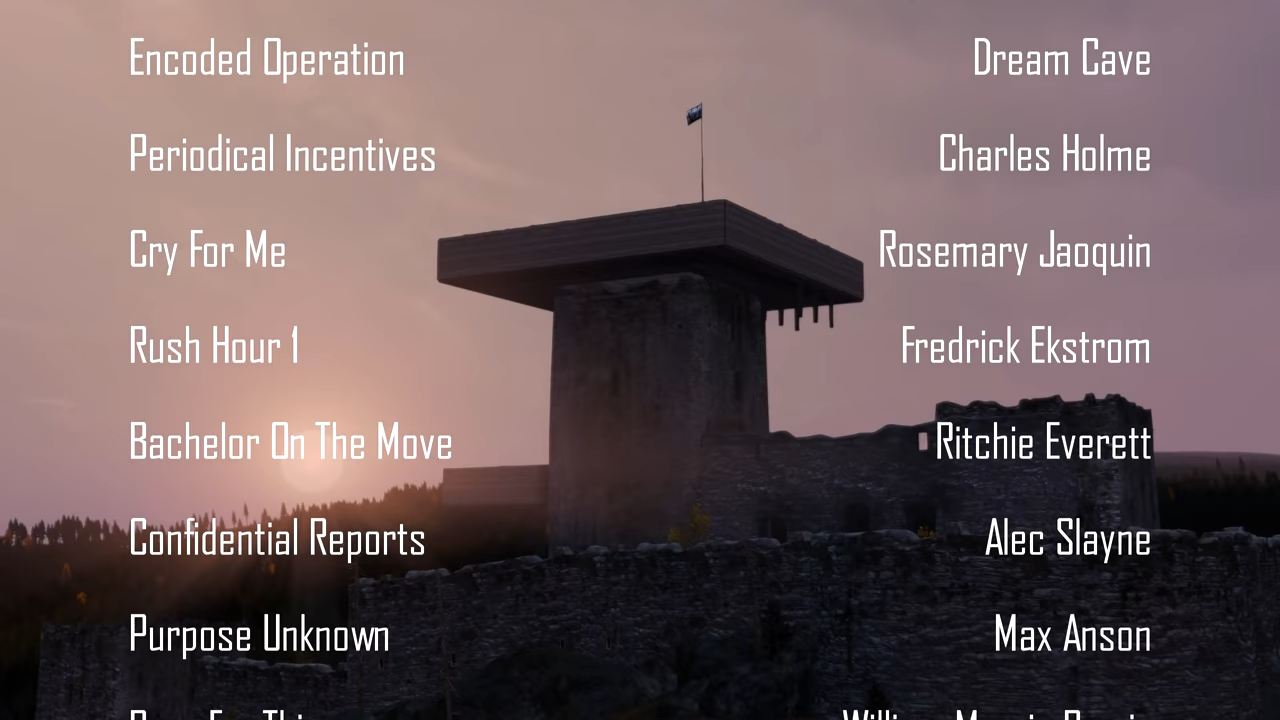 Encoded Operation Dream Cave
Periodical Incentives Charles Holme
Cry For Me Rosemary Jaoquin
Rush Hour 1 Fredrick Ekstrom
Bachelor On The Move Ritchie Everett
Confidential Reports Alec Slayne
Purpose Unknown Max Anson